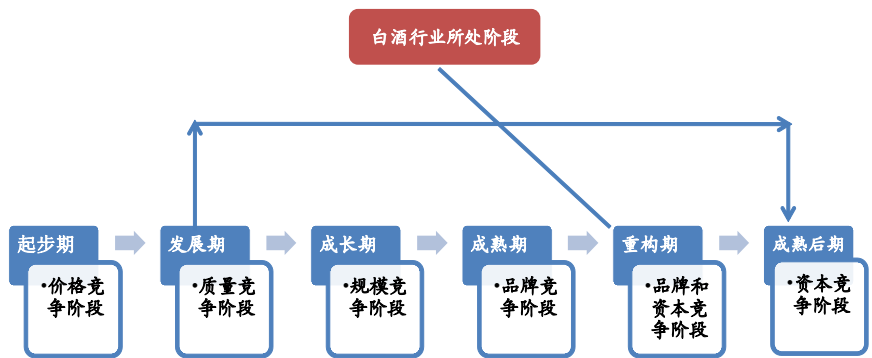 白酒行业所处阶段
起步期
•价格竞
争阶段
发展期
•质量竞
争阶段
成长期
•规模竞
争阶段
成熟期
•品牌竞
争阶段
重构期
•品牌和
资本竞
争阶段
成熟后期
•资本竞
争阶段